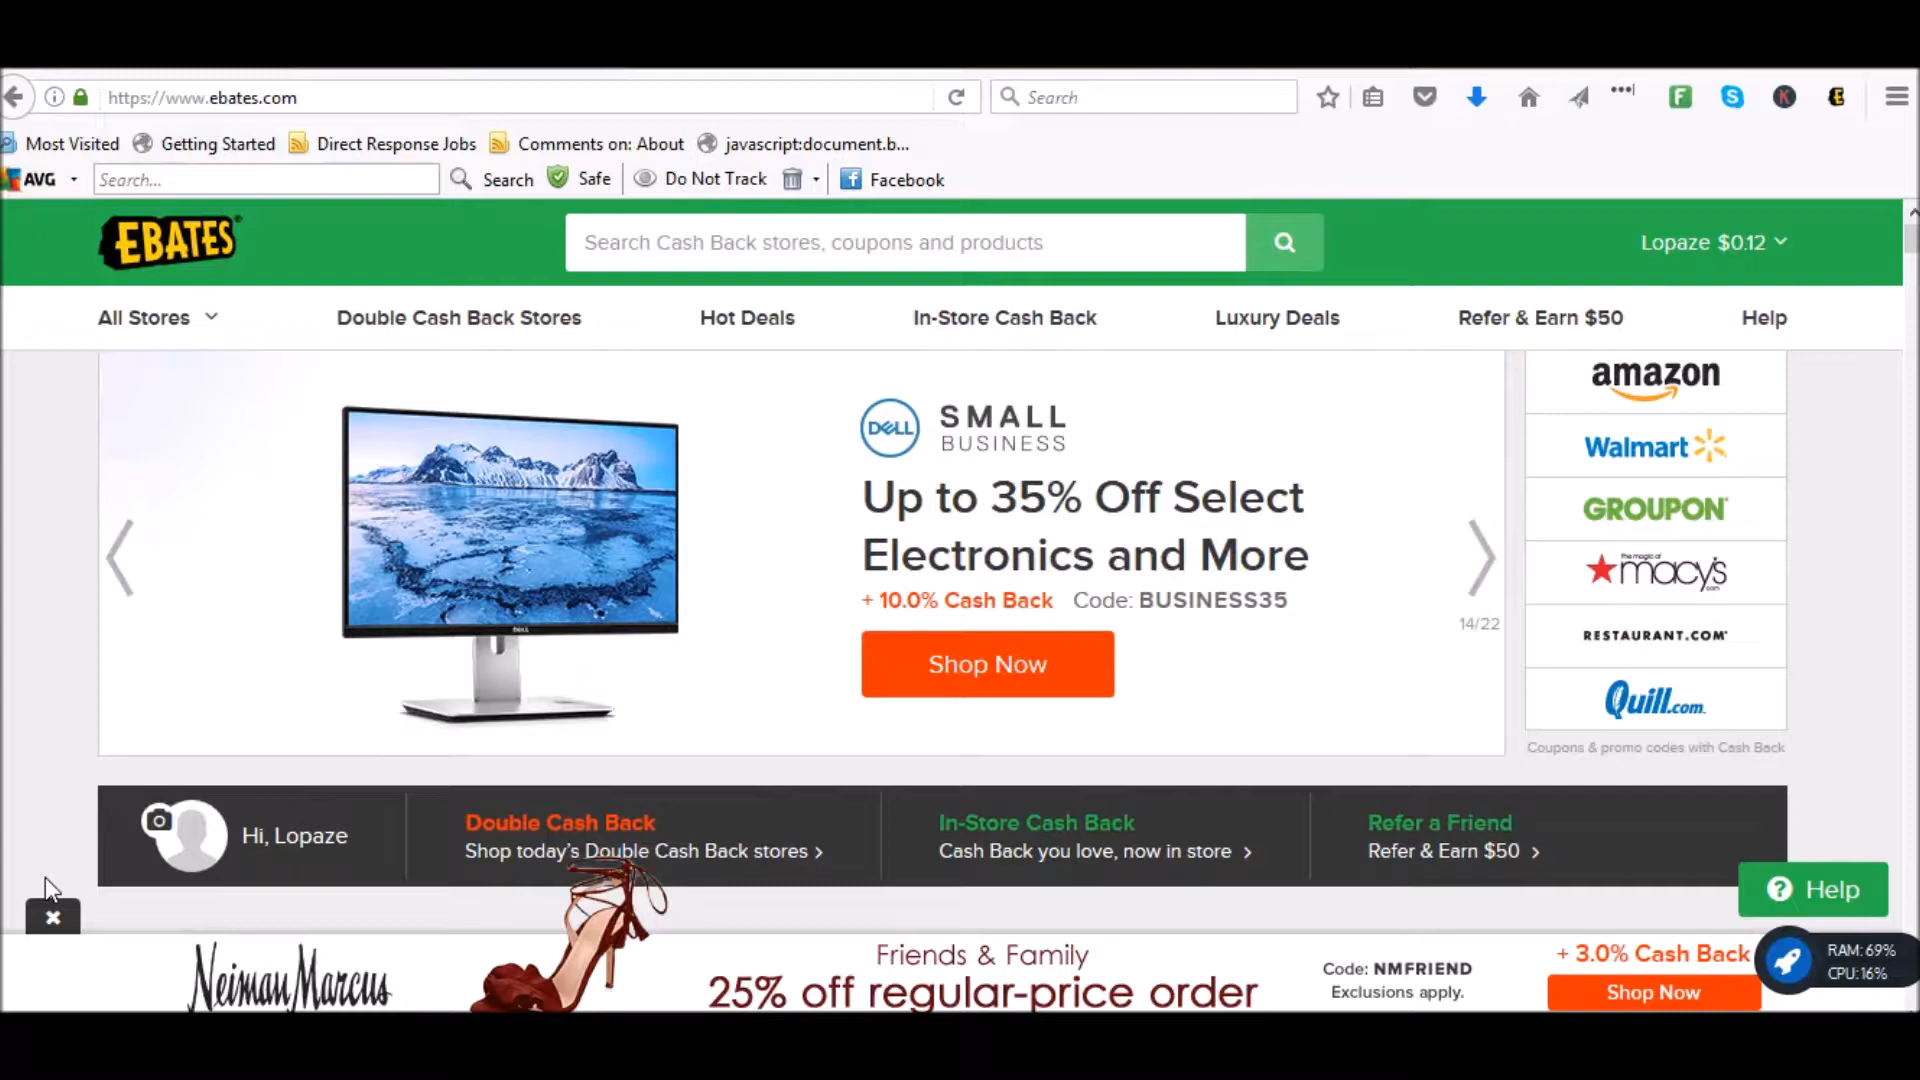 https://www.ebates.com
Search
Most Visited
Getting Started
Direct Response Jobs
Comments on: About
javascript:document.b...
AVG
Search...
Search
Safe
Do Not Track
Facebook
F
S
K
E
EBATES
Search Cash Back stores, coupons and products
Lopaze $0.12
All Stores
Double Cash Back Stores
Hot Deals
In-Store Cash Back
Luxury Deals
Refer & Earn $50
Help
DELL
SMALL
BUSINESS
Up to 35% Off Select
Electronics and More
+ 10.0% Cash Back Code: BUSINESS35
Shop Now
14/22
DELL
amazon
Walmart
GROUPON
the magic of
macy's
.com
RESTAURANT.COM
Quill.com
Coupons & promo codes with Cash Back
Hi, Lopaze
Double Cash Back
Shop today's Double Cash Back stores >
In-Store Cash Back
Cash Back you love, now in store >
Refer a Friend
Refer & Earn $50 >
? Help
Neiman Marcus
Friends & Family
25% off regular-price order
Code: NMFRIEND
Exclusions apply.
+ 3.0% Cash Back
Shop Now
RAM: 69%
CPU: 16%